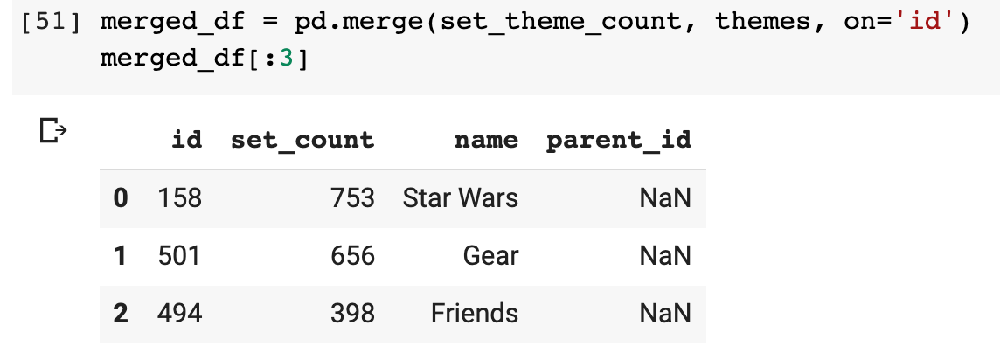 [51] merged_df = pd.merge(set_theme_count, themes, on='id')
merged_df[:3]
id set_count name parent_id
0 158 753 Star Wars NaN
1 501 656 Gear NaN
2 494 398 Friends NaN